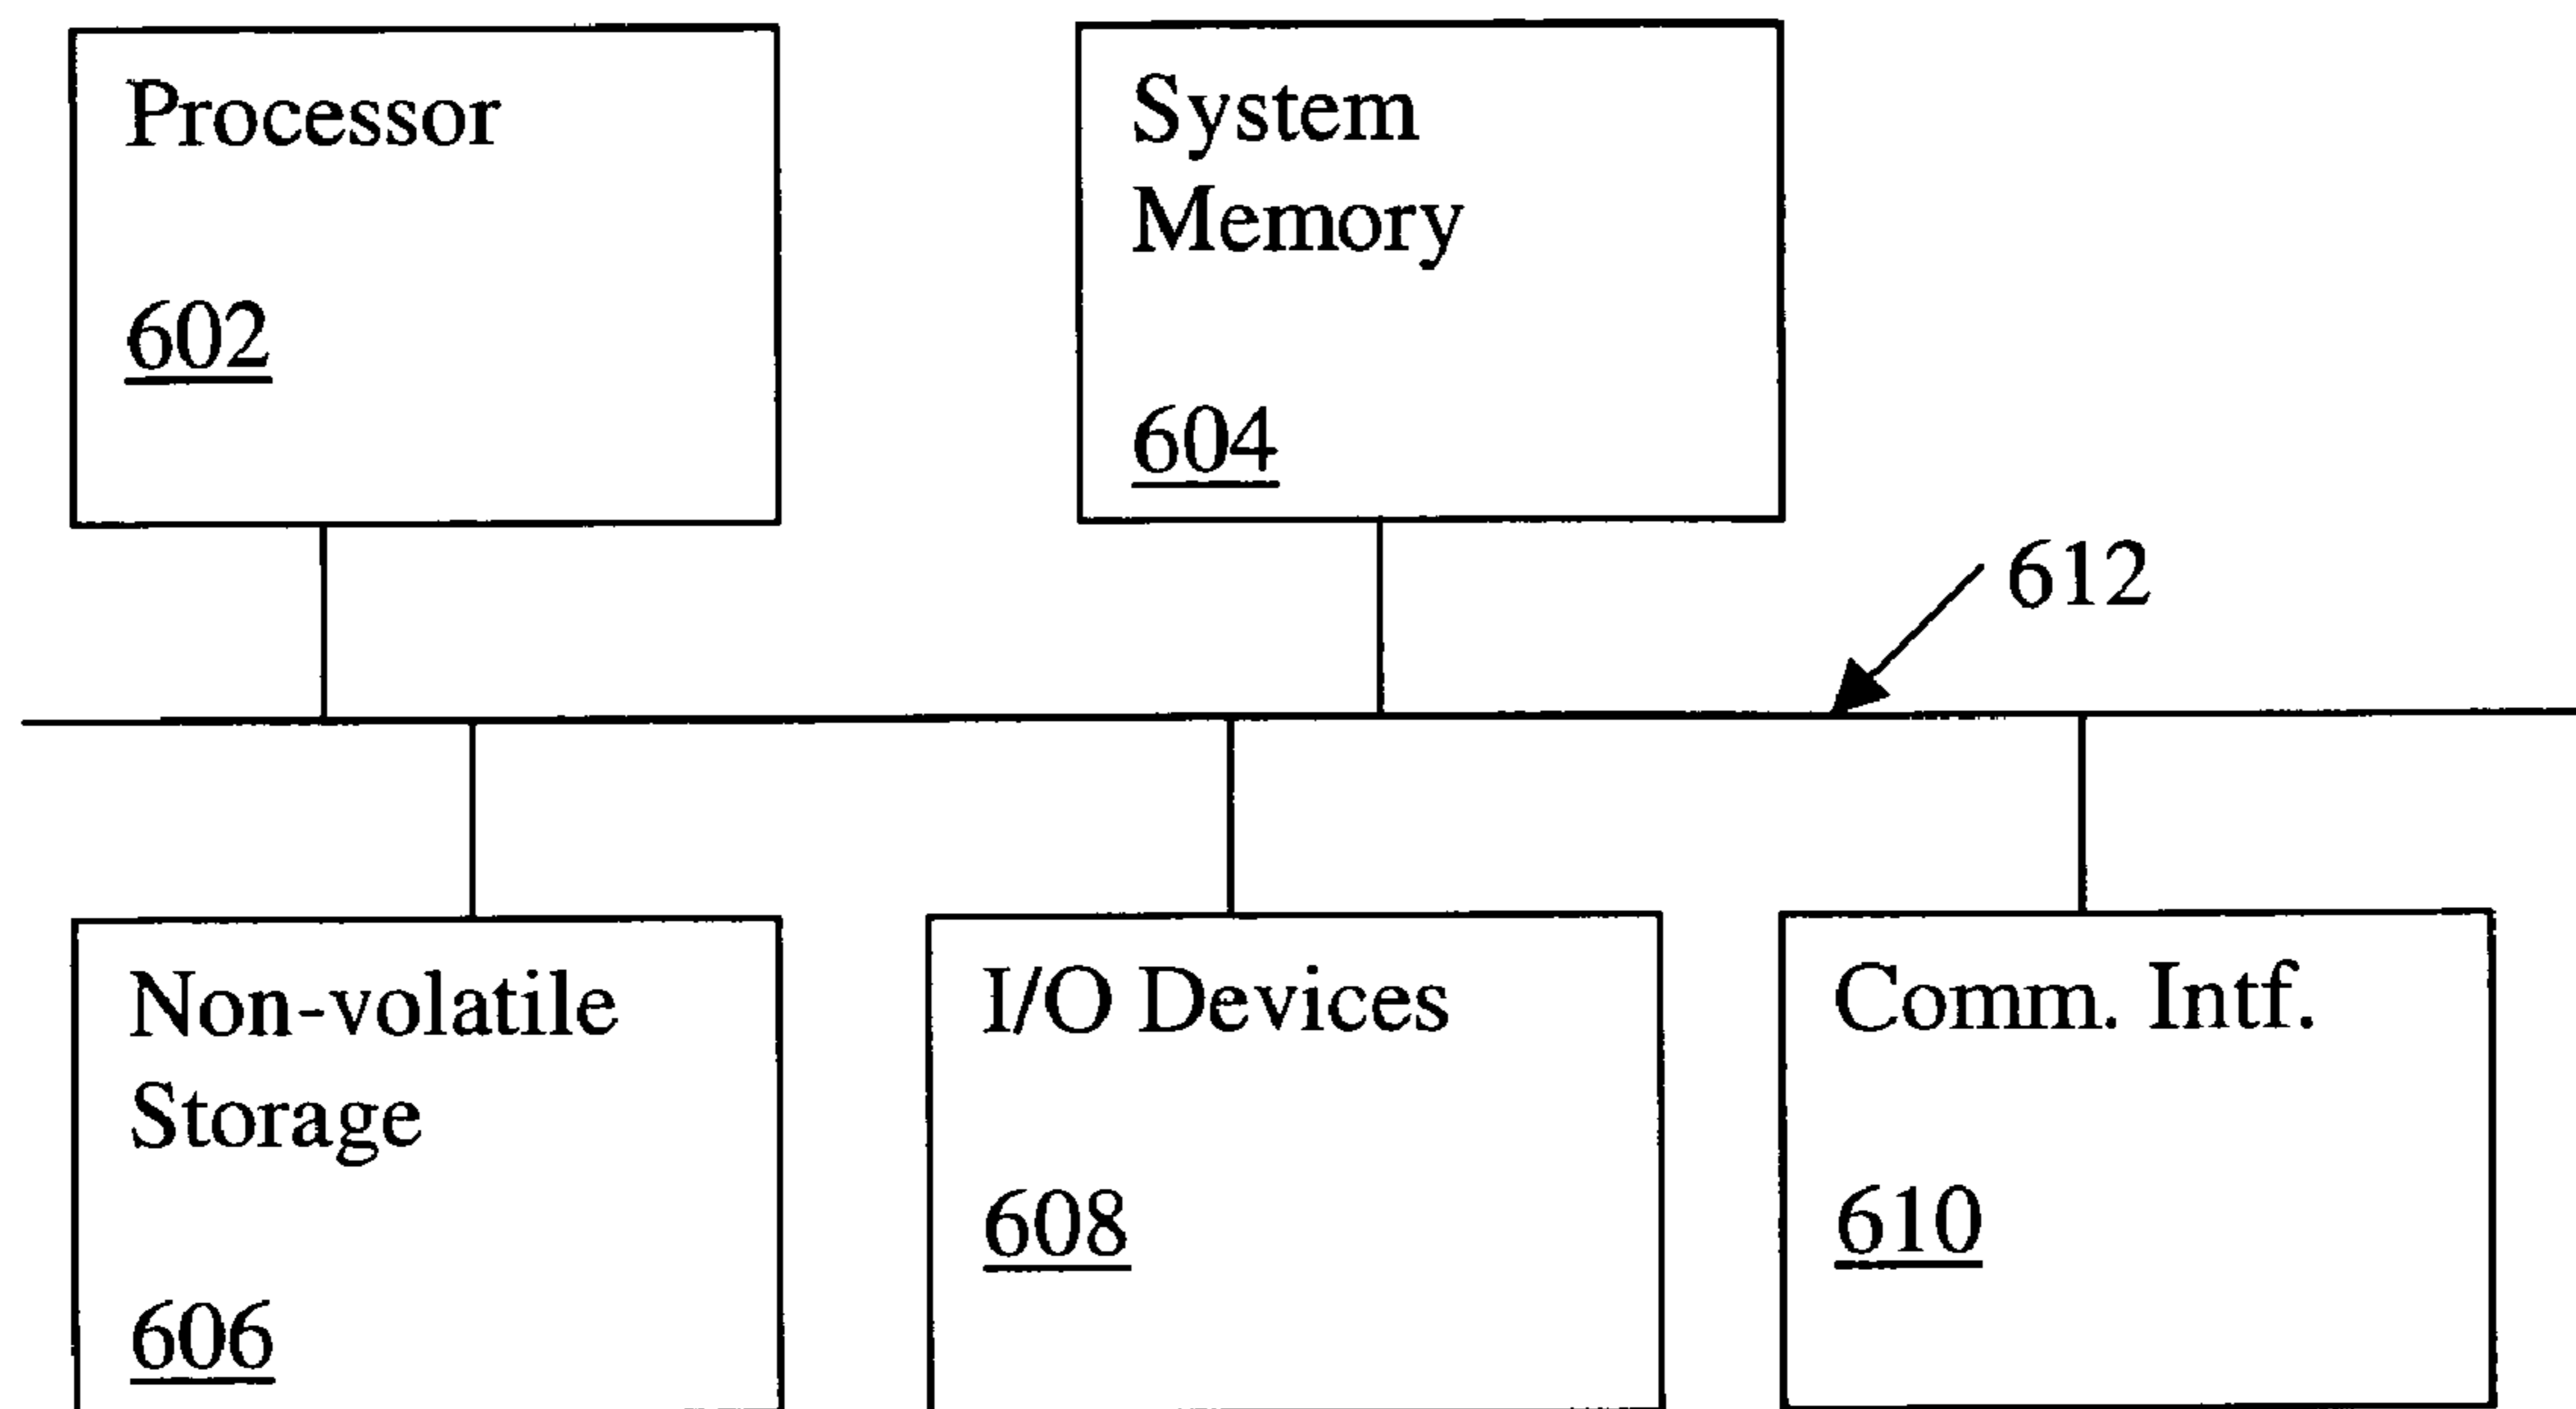 Processor
602
System
Memory
604
612
Non-volatile
Storage
606
I/O Devices
608
Comm. Intf.
610